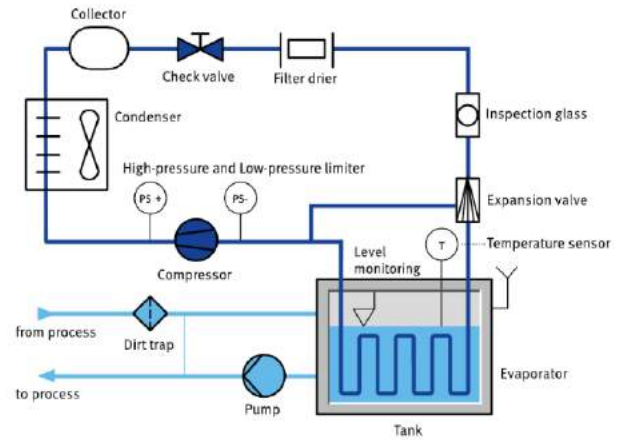 Collector
Check valve
Filter drier
Condenser
Inspection glass
High-pressure and Low-pressure limiter
PS +
PS-
Expansion valve
Compressor
Level
monitoring
T
Temperature sensor
from process
Dirt trap
to process
Pump
Evaporator
Tank